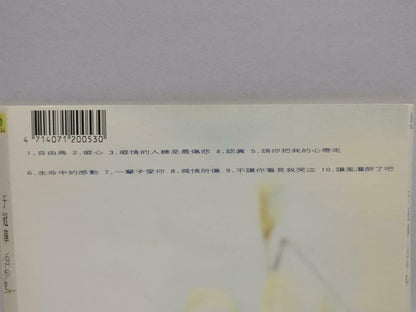 4 714071 200530
1.自由鳥 2.癡心 3.癡情的人總是最傷悲 4.認真 5.請你把我的心帶走
6.生命中的感動 7.一輩子愛你 8.為情所傷 9.不讓你看見我哭泣 10.讓風灌醉了吧